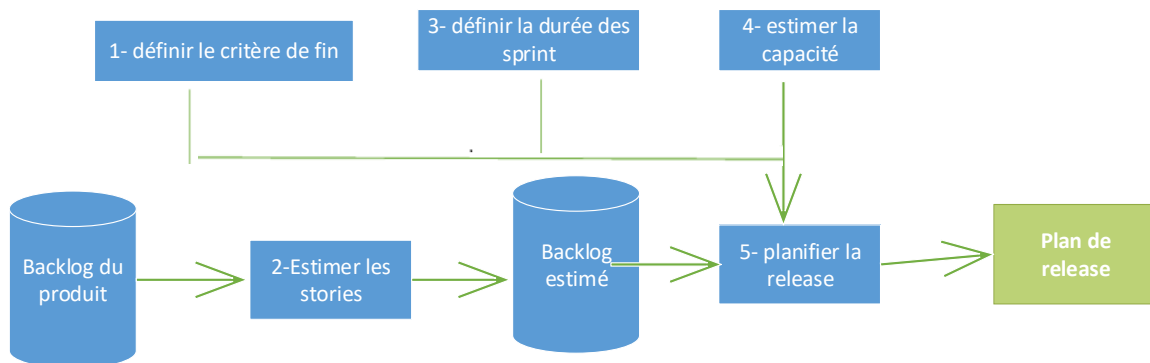 1- définir le critère de fin
3- définir la durée des
sprint
4- estimer la
capacité
Backlog du
produit
2-Estimer les
stories
Backlog
estimé
5- planifier la
release
Plan de
release